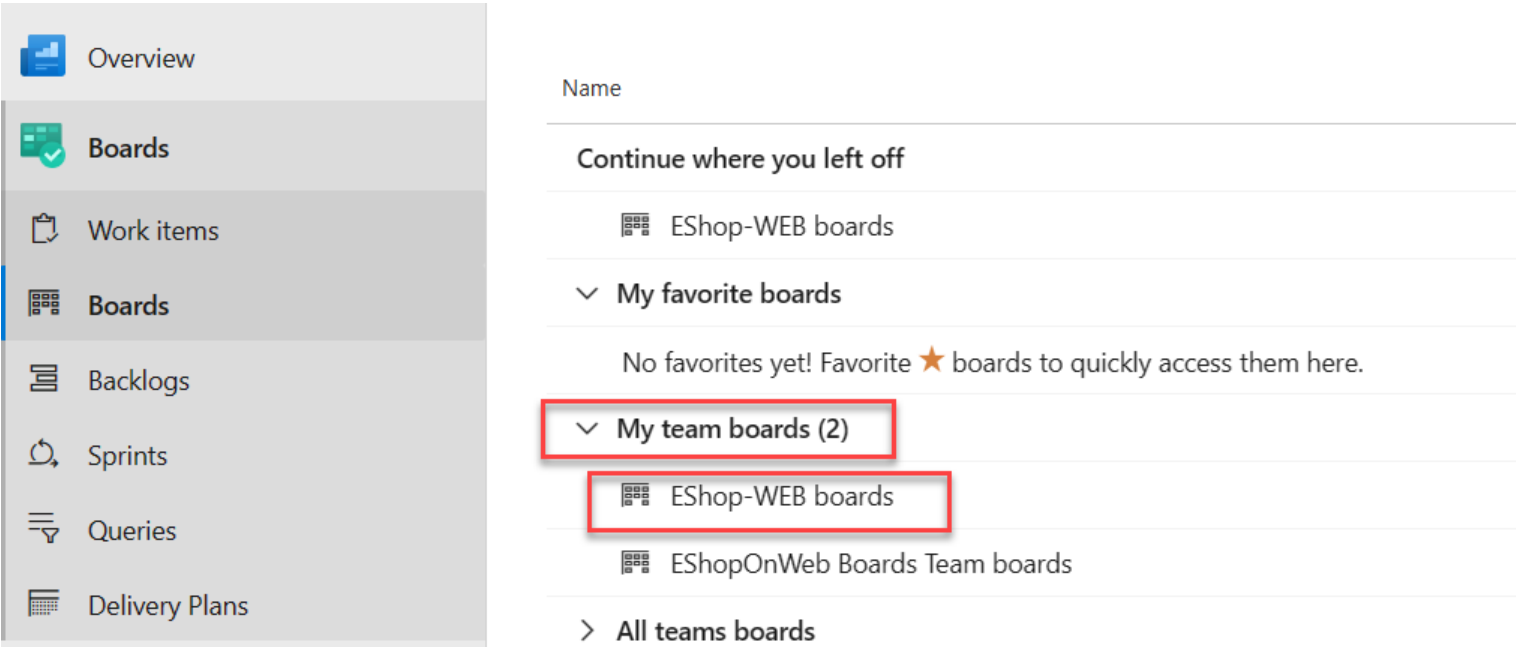 Overview
Boards
Work items
Boards
Backlogs
Sprints
Queries
Delivery Plans
Name
Continue where you left off
EShop-WEB boards
My favorite boards
No favorites yet! Favorite ★ boards to quickly access them here.
My team boards (2)
EShop-WEB boards
EShopOnWeb Boards Team boards
All teams boards